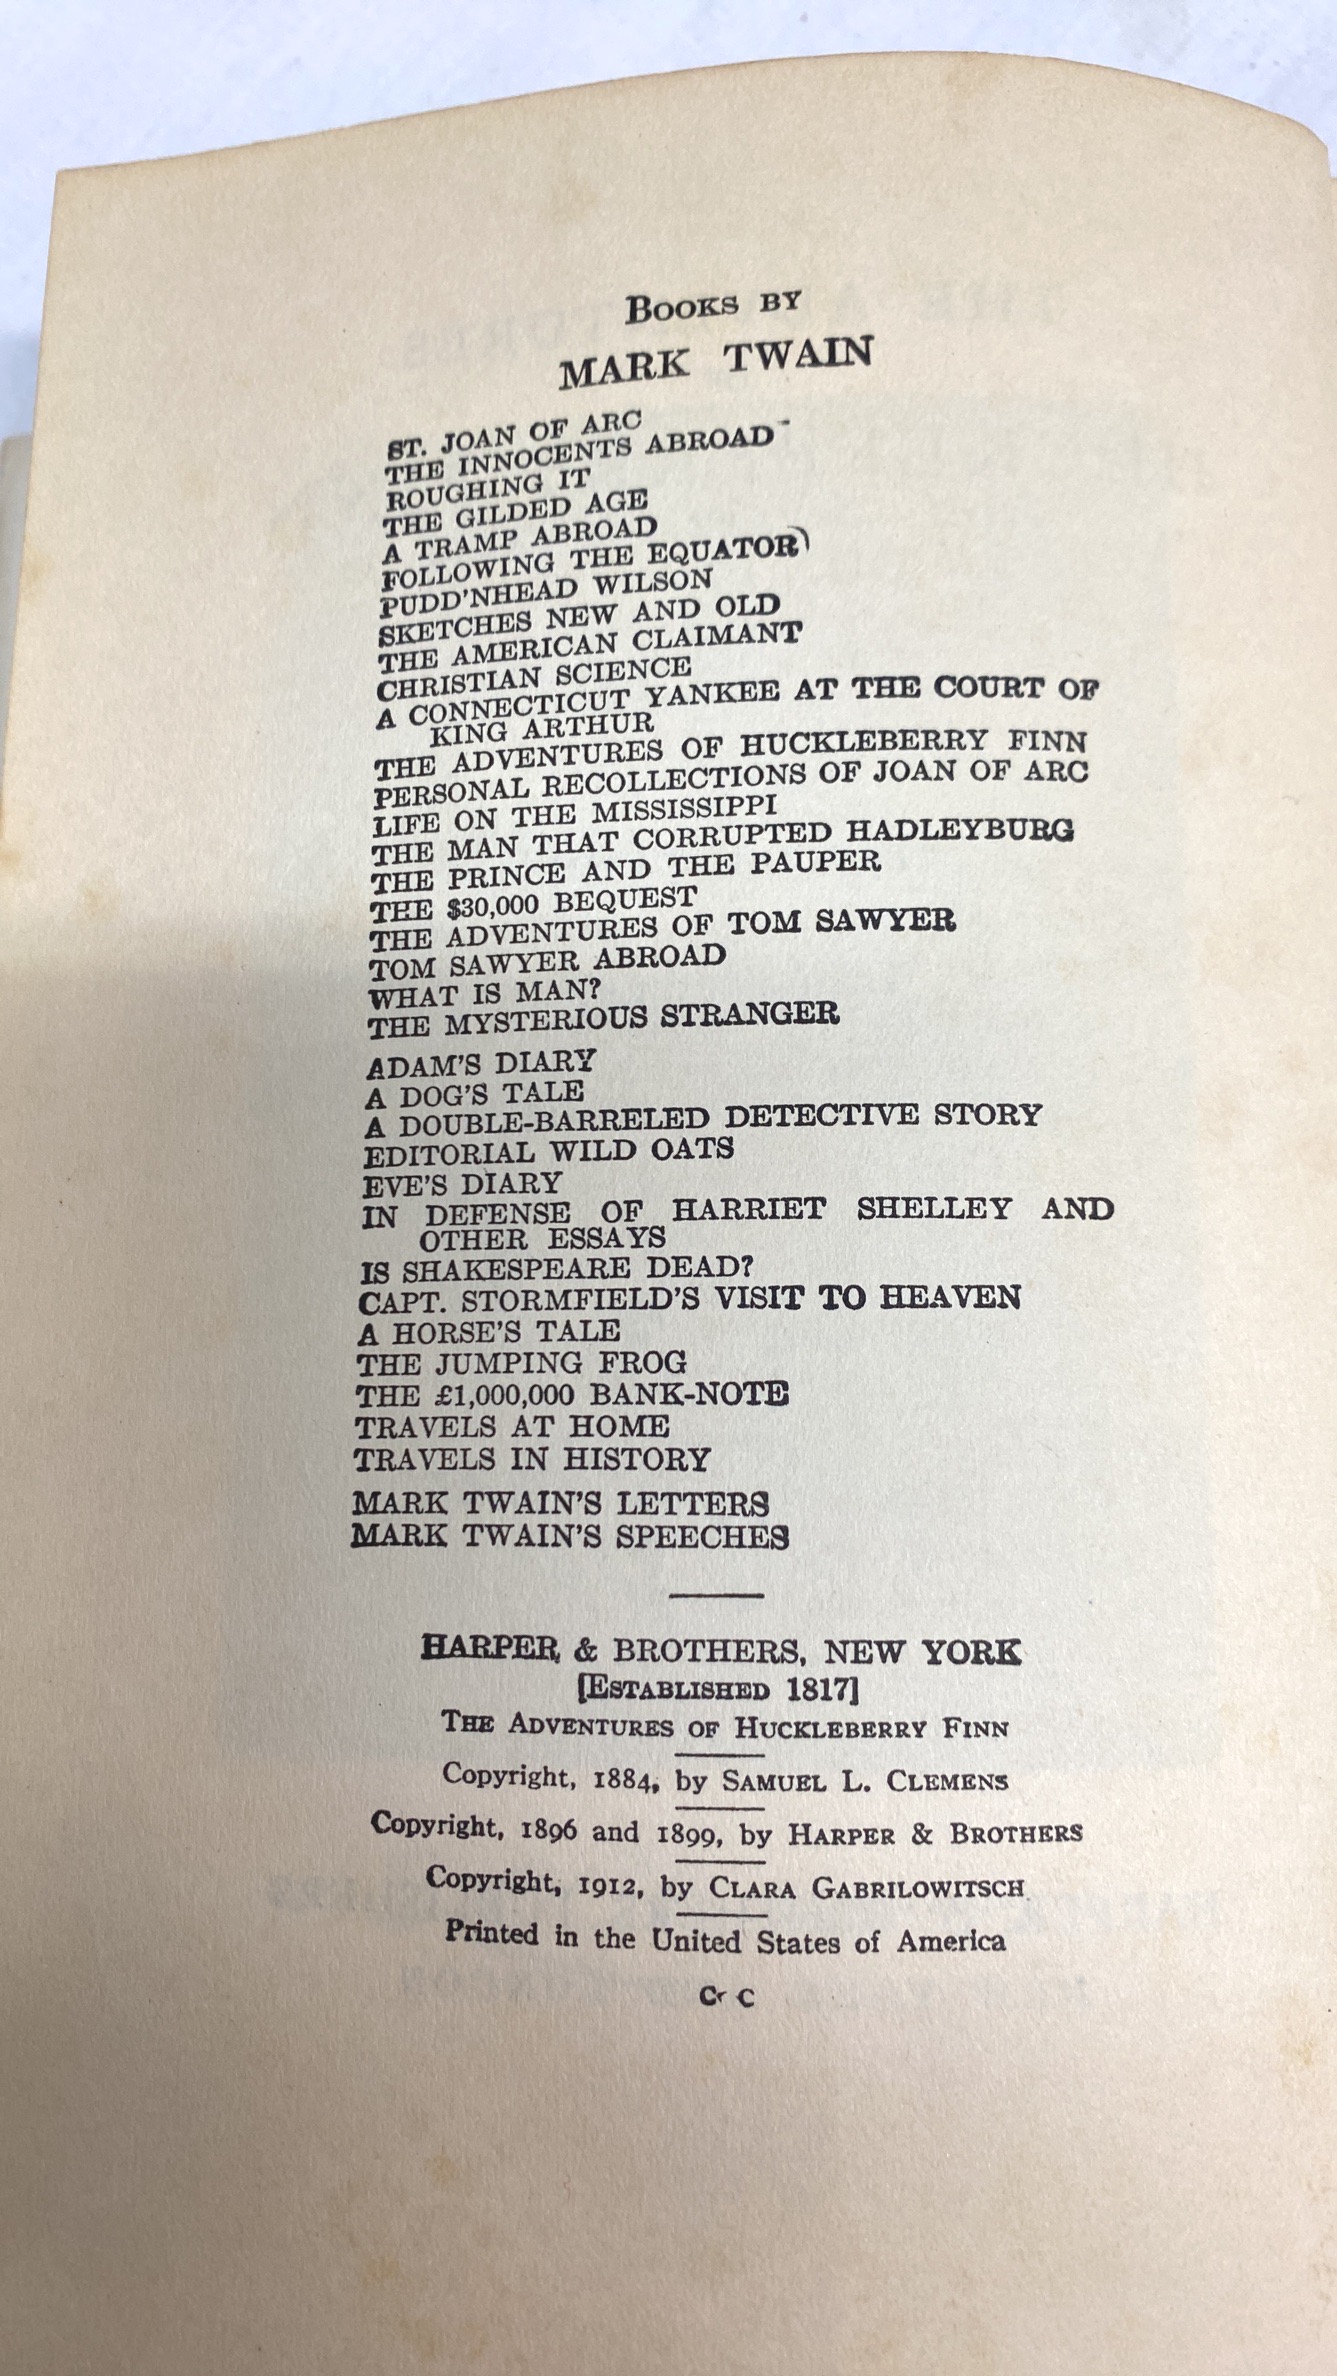 BOOKS BY
MARK TWAIN
ST. JOAN OF ARC
THE INNOCENTS ABROAD
ROUGHING IT
THE GILDED AGE
A TRAMP ABROAD
FOLLOWING THE EQUATOR
PUDD'NHEAD WILSON
SKETCHES NEW AND OLD
THE AMERICAN CLAIMANT
CHRISTIAN SCIENCE
A CONNECTICUT YANKEE AT THE COURT OF
KING ARTHUR
THE ADVENTURES OF HUCKLEBERRY FINN
PERSONAL RECOLLECTIONS OF JOAN OF ARC
LIFE ON THE MISSISSIPPI
THE MAN THAT CORRUPTED HADLEYBURG
THE PRINCE AND THE PAUPER
THE $30,000 BEQUEST
THE ADVENTURES OF TOM SAWYER
TOM SAWYER ABROAD
WHAT IS MAN?
THE MYSTERIOUS STRANGER
ADAM'S DIARY
A DOG'S TALE
A DOUBLE-BARRELED DETECTIVE STORY
EDITORIAL WILD OATS
EVE'S DIARY
IN DEFENSE OF HARRIET SHELLEY AND
OTHER ESSAYS
IS SHAKESPEARE DEAD?
CAPT. STORMFIELD'S VISIT TO HEAVEN
A HORSE'S TALE
THE JUMPING FROG
THE £1,000,000 BANK-NOTE
TRAVELS AT HOME
TRAVELS IN HISTORY
MARK TWAIN'S LETTERS
MARK TWAIN'S SPEECHES
HARPER & BROTHERS, NEW YORK
[ESTABLISHED 1817]
THE ADVENTURES OF HUCKLEBERRY FINN
Copyright, 1884, by SAMUEL L. CLEMENS
Copyright, 1896 and 1899, by HARPER & BROTHERS
Copyright, 1912, by CLARA GABRILOWITSCH
Printed in the United States of America
C C